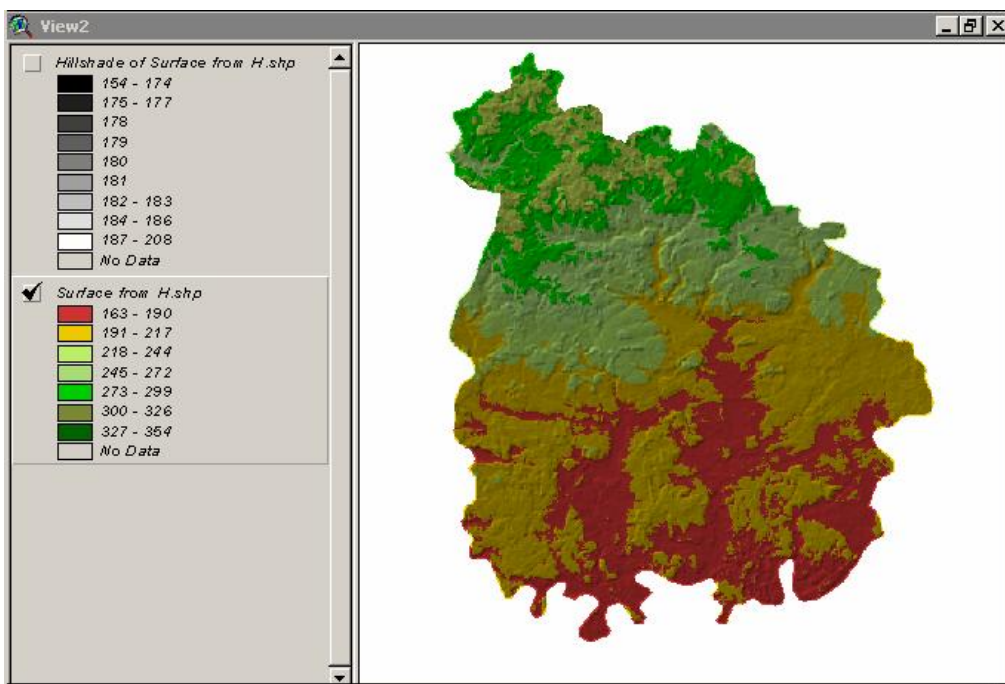 View2
Hillshade of Surface from H.shp
154 - 174
175 - 177
178
179
180
181
182 - 183
184 - 186
187 - 208
No Data
Surface from H.shp
163 - 190
191 - 217
218 - 244
245 - 272
273 - 299
300 - 326
327 - 354
No Data